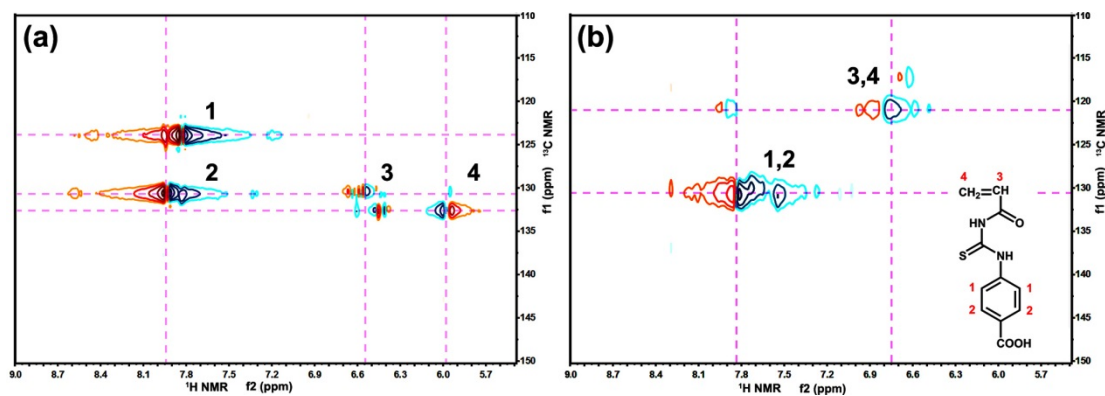 (a)
1
2
3
4
110
115
120
125
130
135
140
145
150
f1 (ppm) ¹³C NMR
9.0 8.7 8.1 7.8 7.5 7.2 6.9 6.6 6.3 6.0 5.7
¹H NMR f2 (ppm)
(b)
3,4
1,2
110
115
120
125
130
135
140
145
150
f1 (ppm) ¹³C NMR
4 3
CH₂=CH
HN O
S NH
1 1
2 2
COOH
9.0 8.7 8.1 7.8 7.5 7.2 6.9 6.6 6.3 6.0 5.7
¹H NMR f2 (ppm)